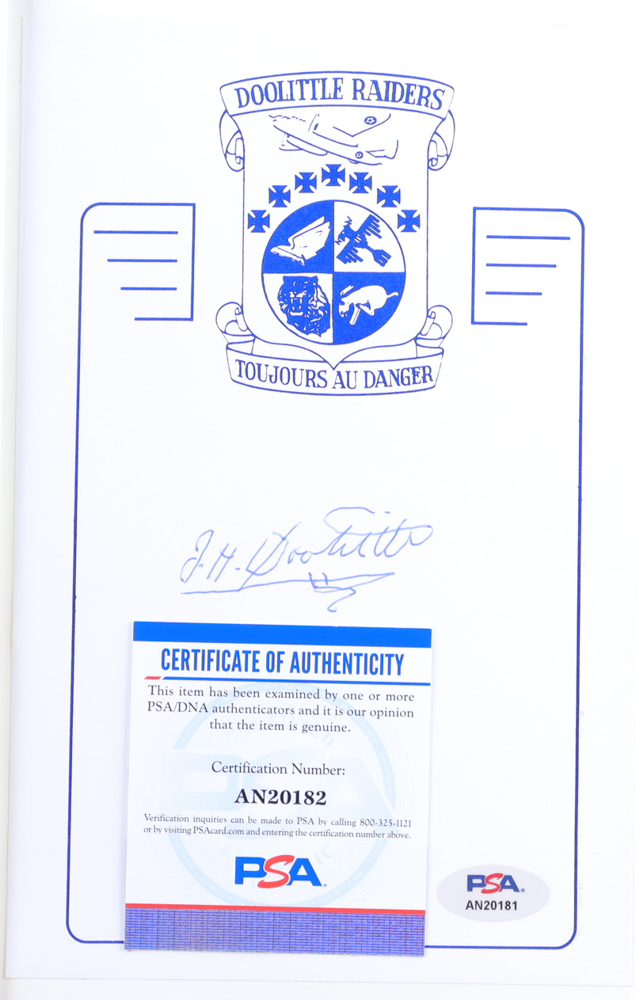 DOOLITTLE RAIDERS
TOUJOURS AU DANGER
J.H. Doolittle
CERTIFICATE OF AUTHENTICITY
This item has been examined by one or more
PSA/DNA authenticators and it is our opinion
that the item is genuine.
Certification Number:
AN20182
Verification inquiries can be made to PSA by calling 800-325-1121
or by visiting PSAcard.com and entering the certification number above.
PSA.
PSA.
AN20181